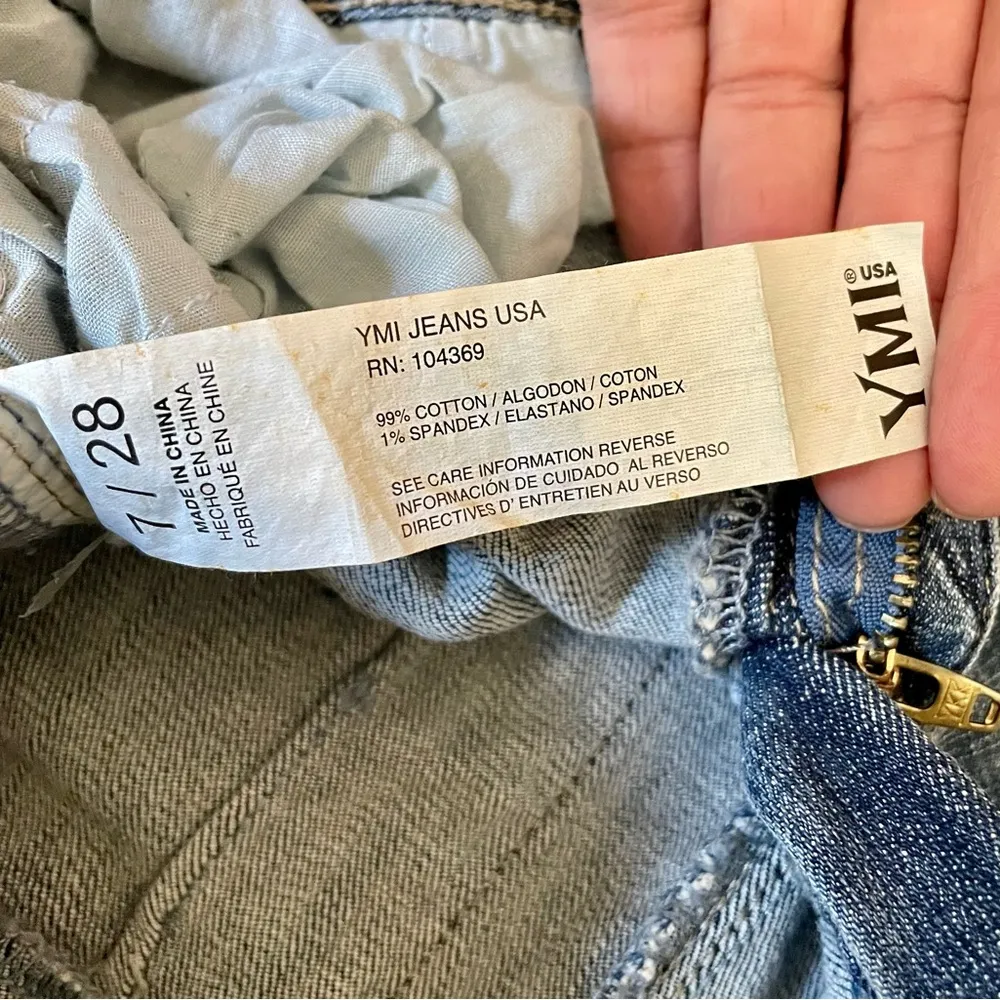 7 / 28
MADE IN CHINA
HECHO EN CHINA
FABRIQUÉ EN CHINE
YMI JEANS USA
RN: 104369
99% COTTON / ALGODON / COTON
1% SPANDEX / ELASTANO / SPANDEX
SEE CARE INFORMATION REVERSE
INFORMACIÓN DE CUIDADO AL REVERSO
DIRECTIVES D' ENTRETIEN AU VERSO
YMI® USA
YKK